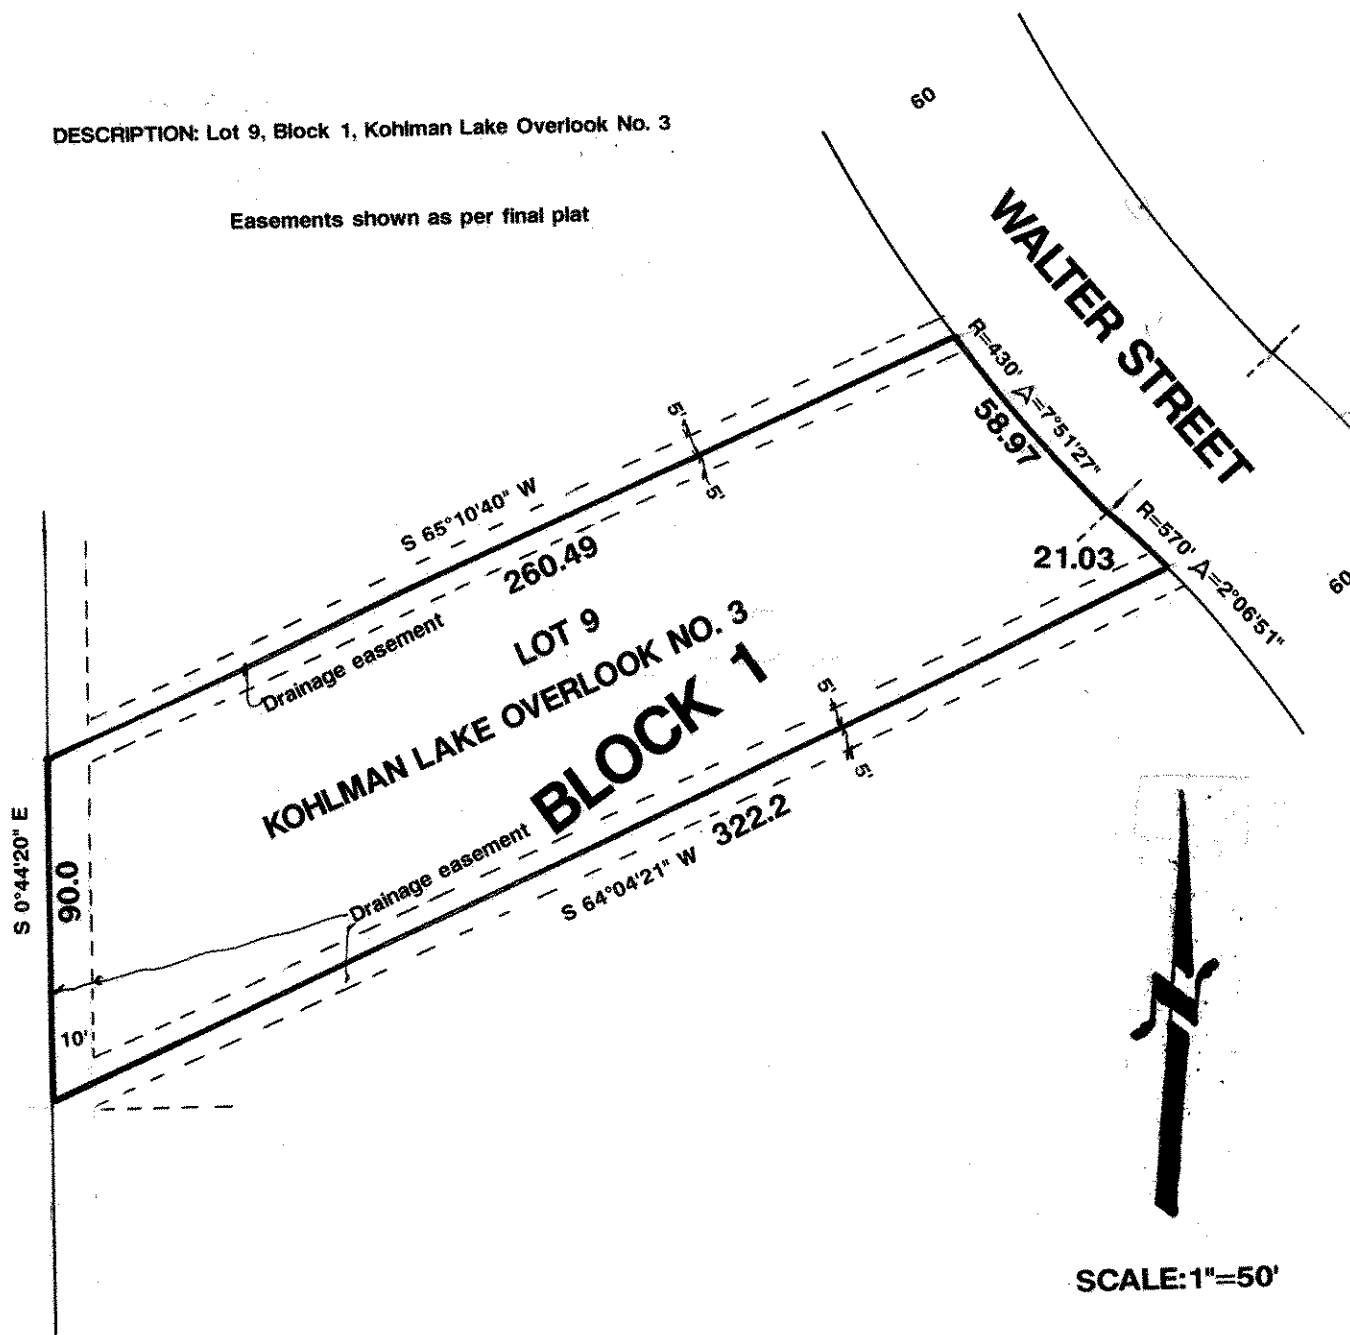 60
DESCRIPTION: Lot 9, Block 1, Kohlman Lake Overlook No. 3
Easements shown as per final plat
WALTER STREET
R=430' Δ=7°51'27"
58.97
5'
5'
S 65°10'40" W
260.49
R=570' Δ=2°06'51"
21.03
60
LOT 9
KOHLMAN LAKE OVERLOOK NO. 3
BLOCK 1
Drainage easement
5'
5'
322.2
S 64°04'21" W
Drainage easement
S 0°44'20" E
90.0
10'
N
SCALE:1"=50'